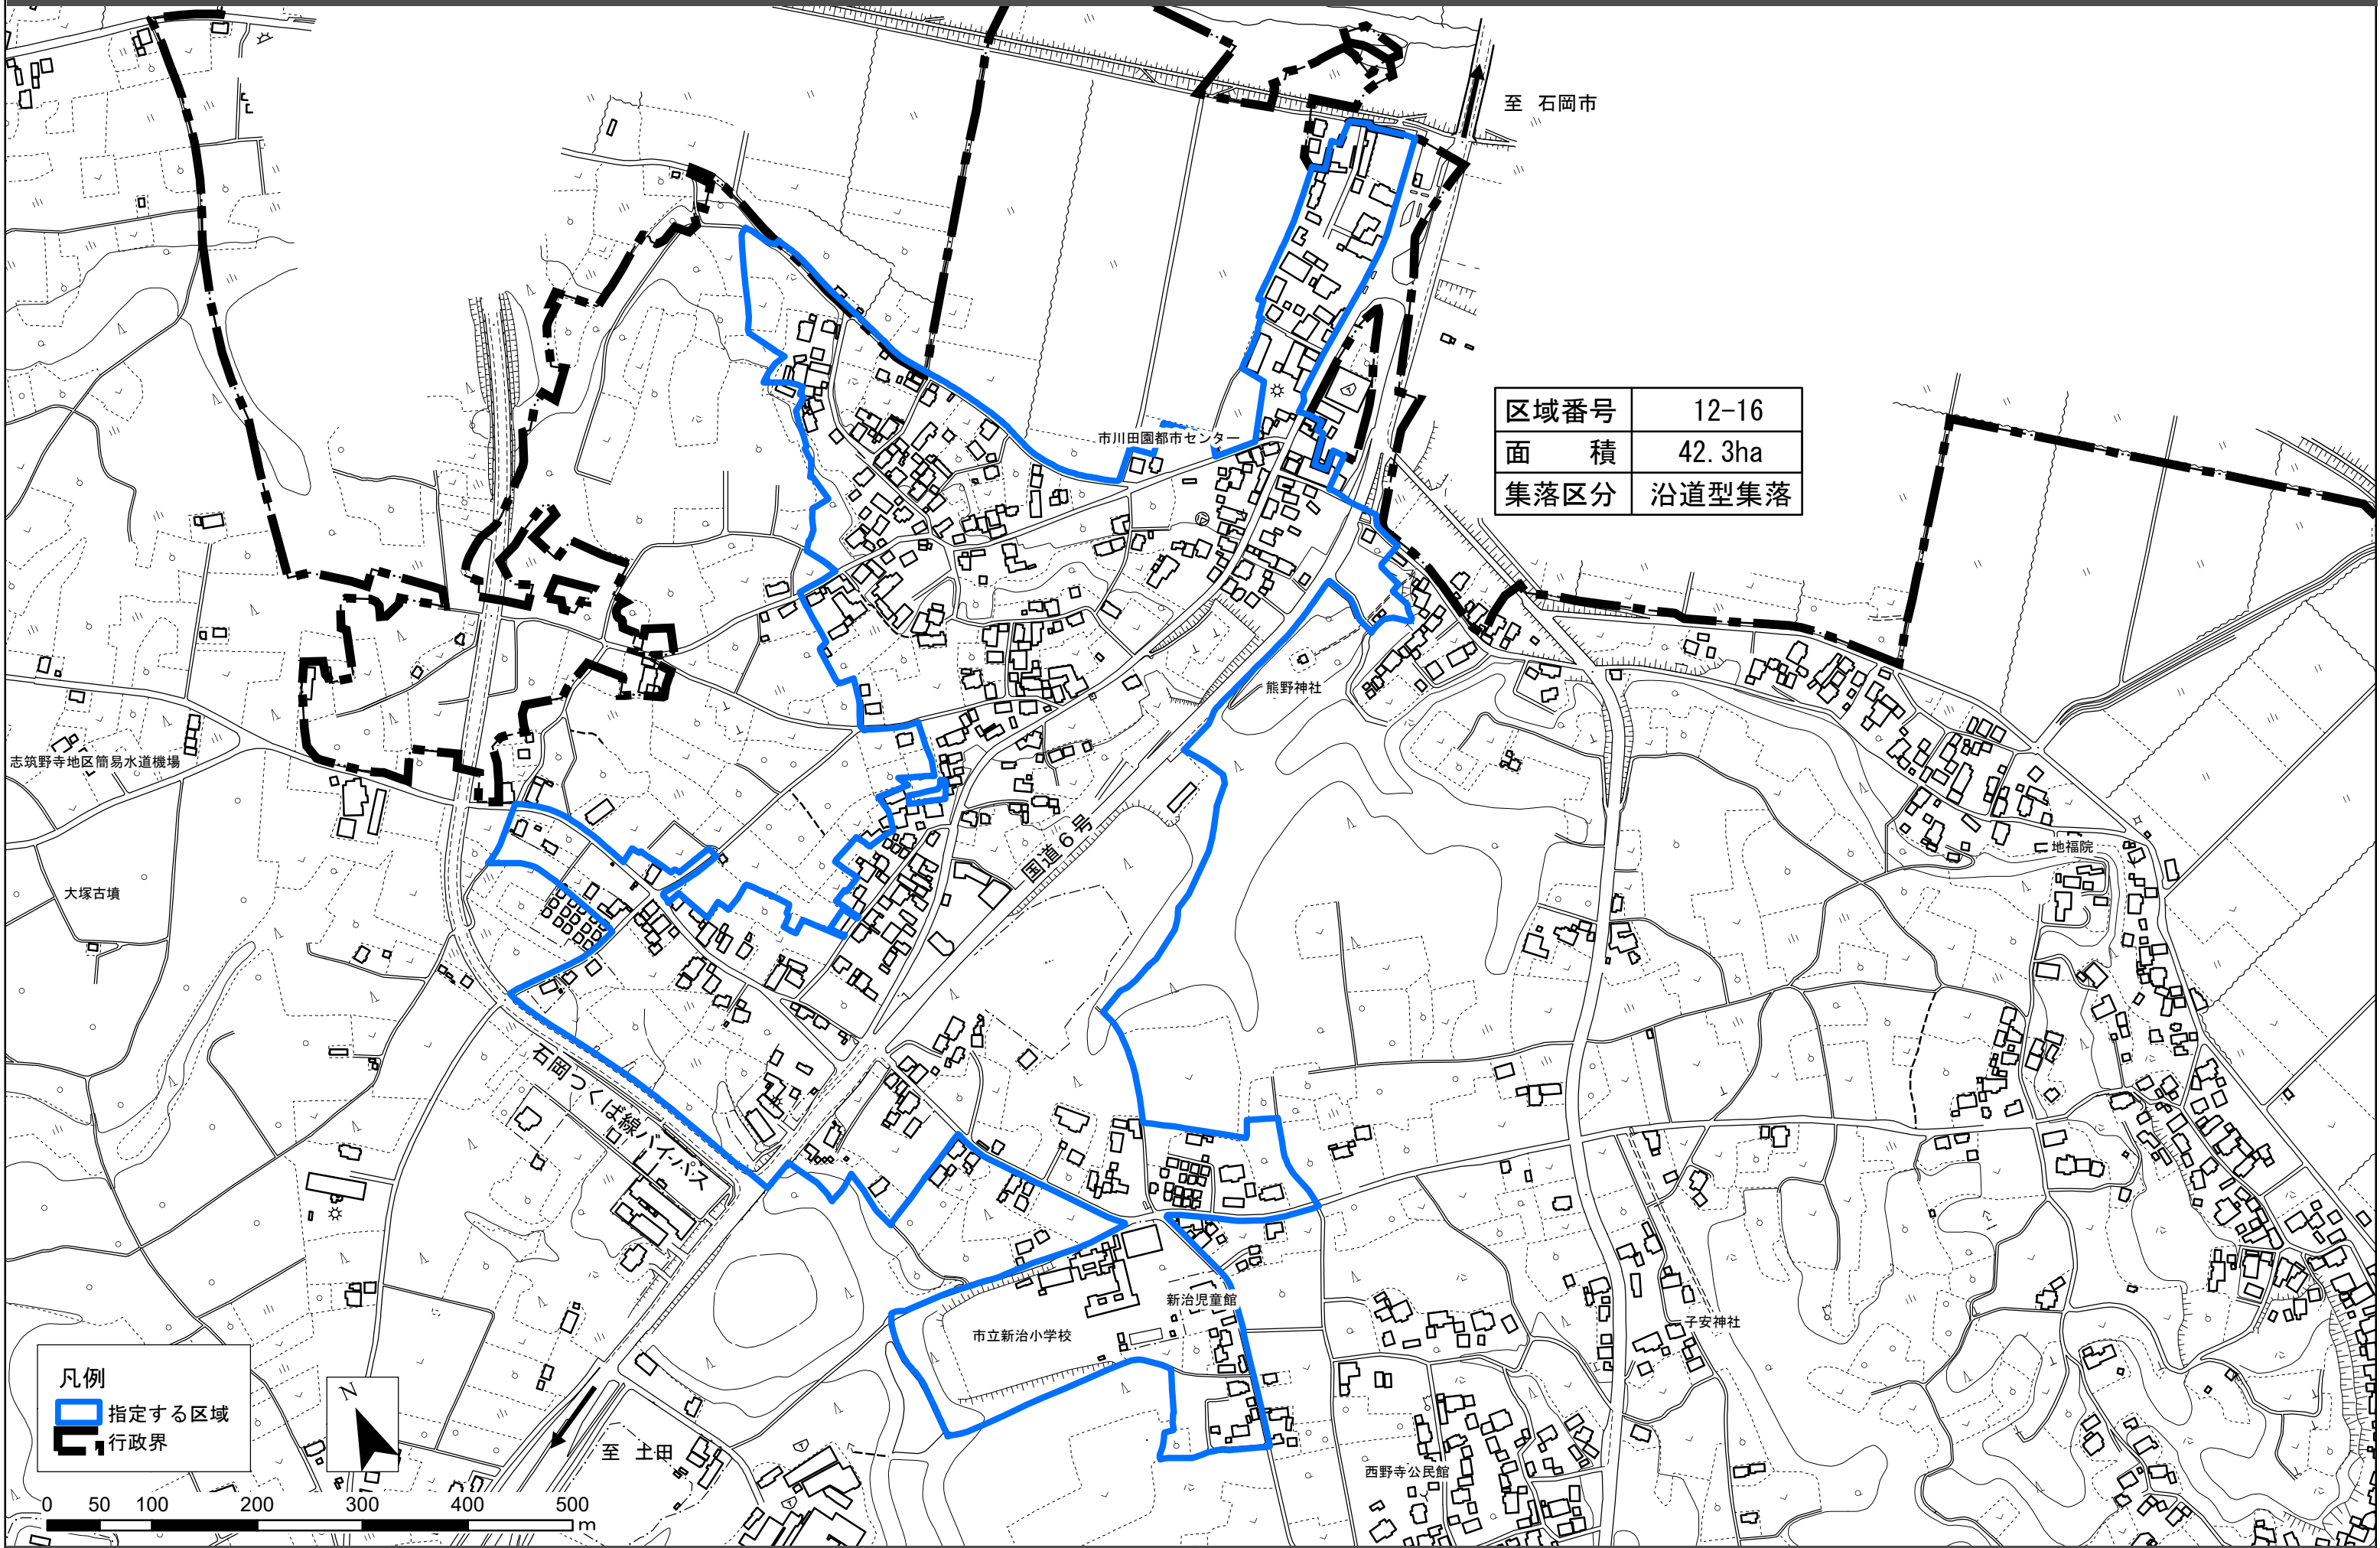 至 石岡市
区域番号 12-16
面 積 42.3ha
集落区分 沿道型集落
市川田園都市センター
熊野神社
志筑野寺地区簡易水道機場
国道6号
地福院
大塚古墳
石岡つくば線バイパス
新治児童館
市立新治小学校
子安神社
凡例
指定する区域
行政界
N
至 土田
西野寺公民館
0 50 100 200 300 400 500
m